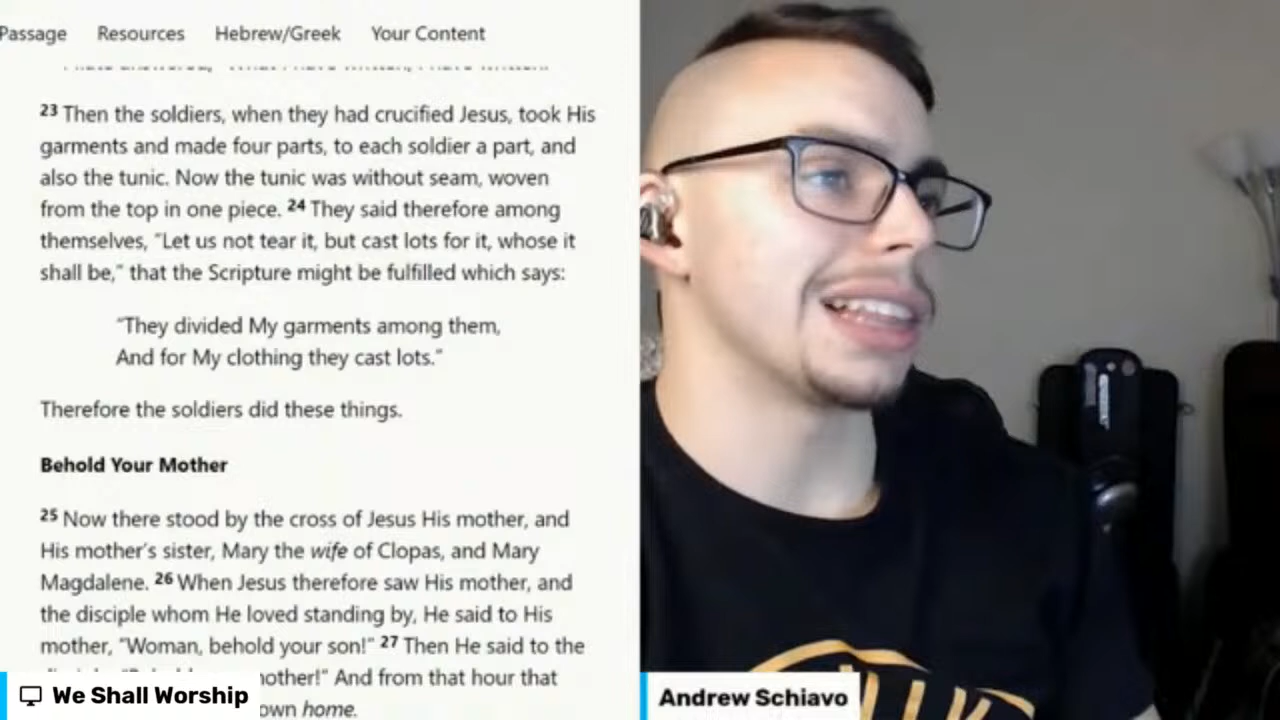 Passage Resources Hebrew/Greek Your Content
23 Then the soldiers, when they had crucified Jesus, took His
garments and made four parts, to each soldier a part, and
also the tunic. Now the tunic was without seam, woven
from the top in one piece. 24 They said therefore among
themselves, “Let us not tear it, but cast lots for it, whose it
shall be,” that the Scripture might be fulfilled which says:
“They divided My garments among them,
And for My clothing they cast lots.”
Therefore the soldiers did these things.
Behold Your Mother
25 Now there stood by the cross of Jesus His mother, and
His mother’s sister, Mary the wife of Clopas, and Mary
Magdalene. 26 When Jesus therefore saw His mother, and
the disciple whom He loved standing by, He said to His
mother, “Woman, behold your son!” 27 Then He said to the
mother!” And from that hour that
own home.
We Shall Worship
Andrew Schiavo